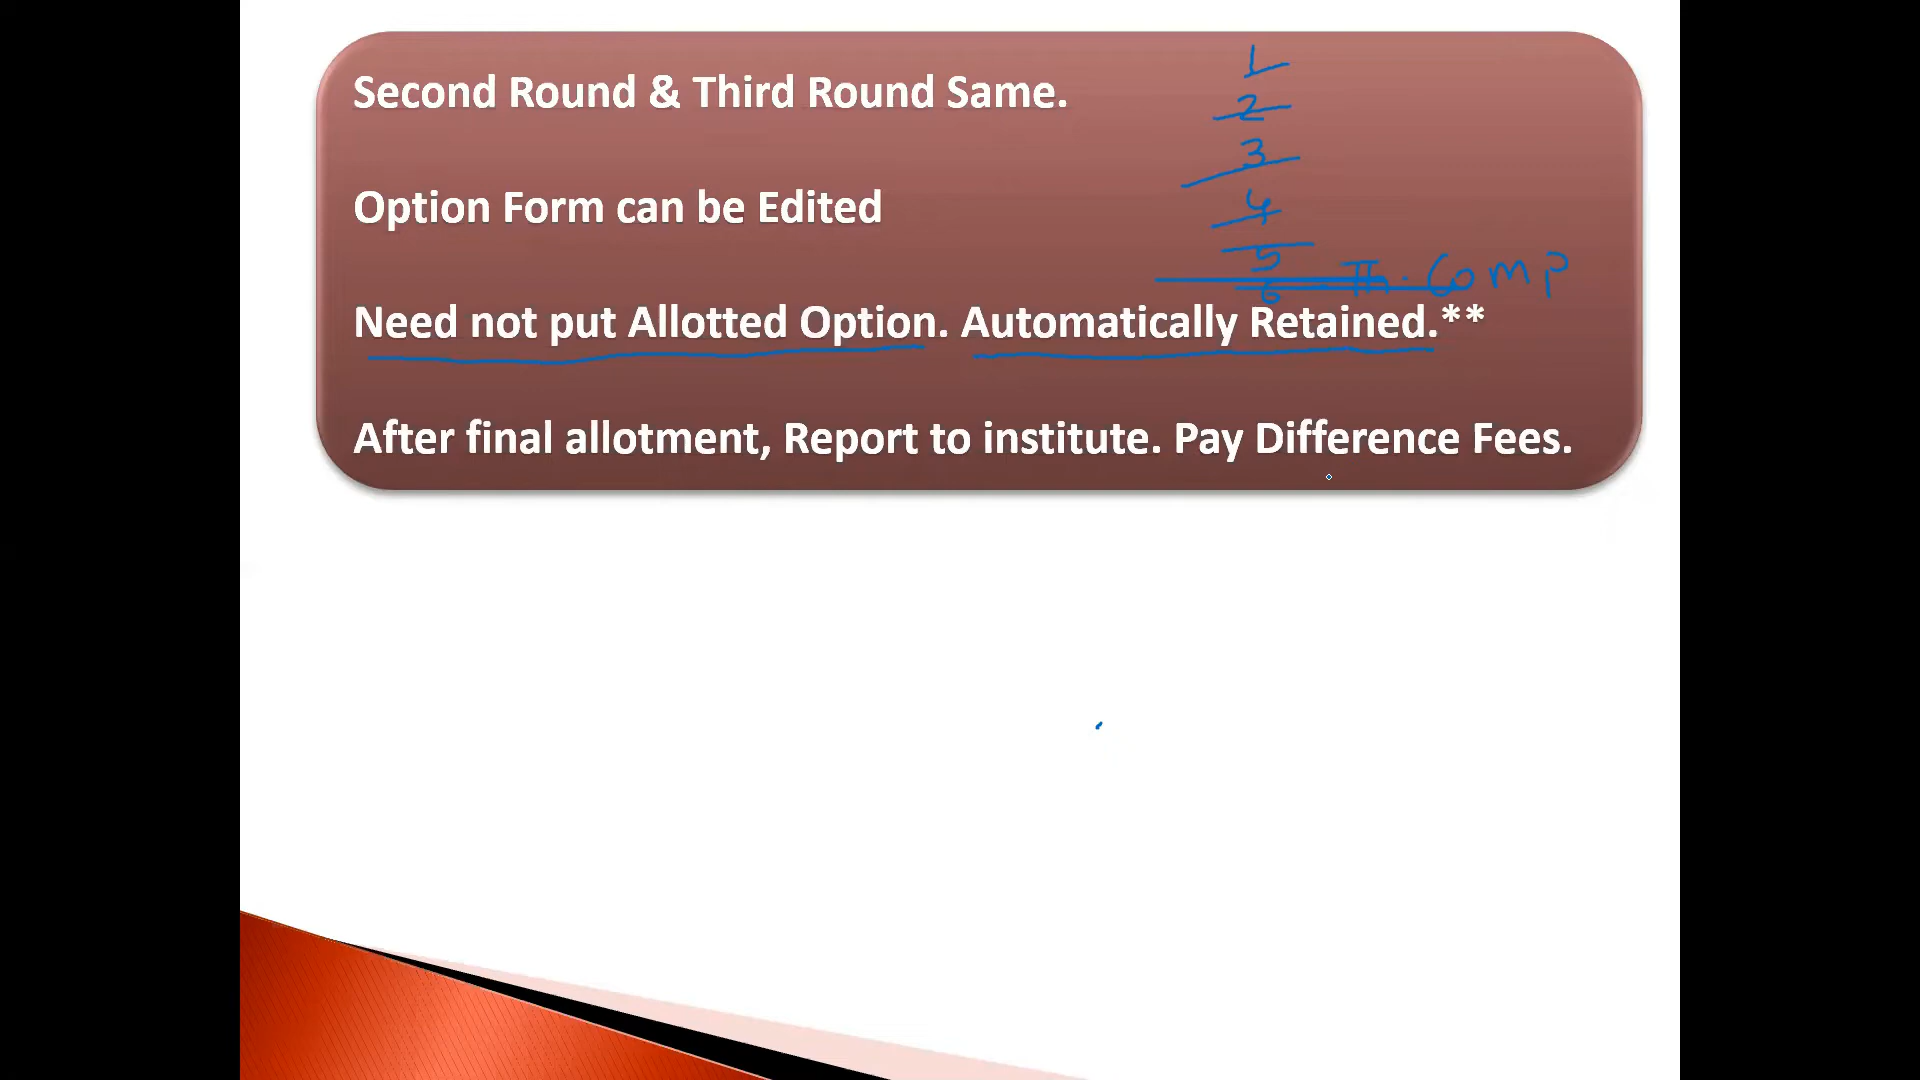 Second Round & Third Round Same.
1
2
3
Option Form can be Edited
4
5
6
Comp
Need not put Allotted Option. Automatically Retained.**
After final allotment, Report to institute. Pay Difference Fees.